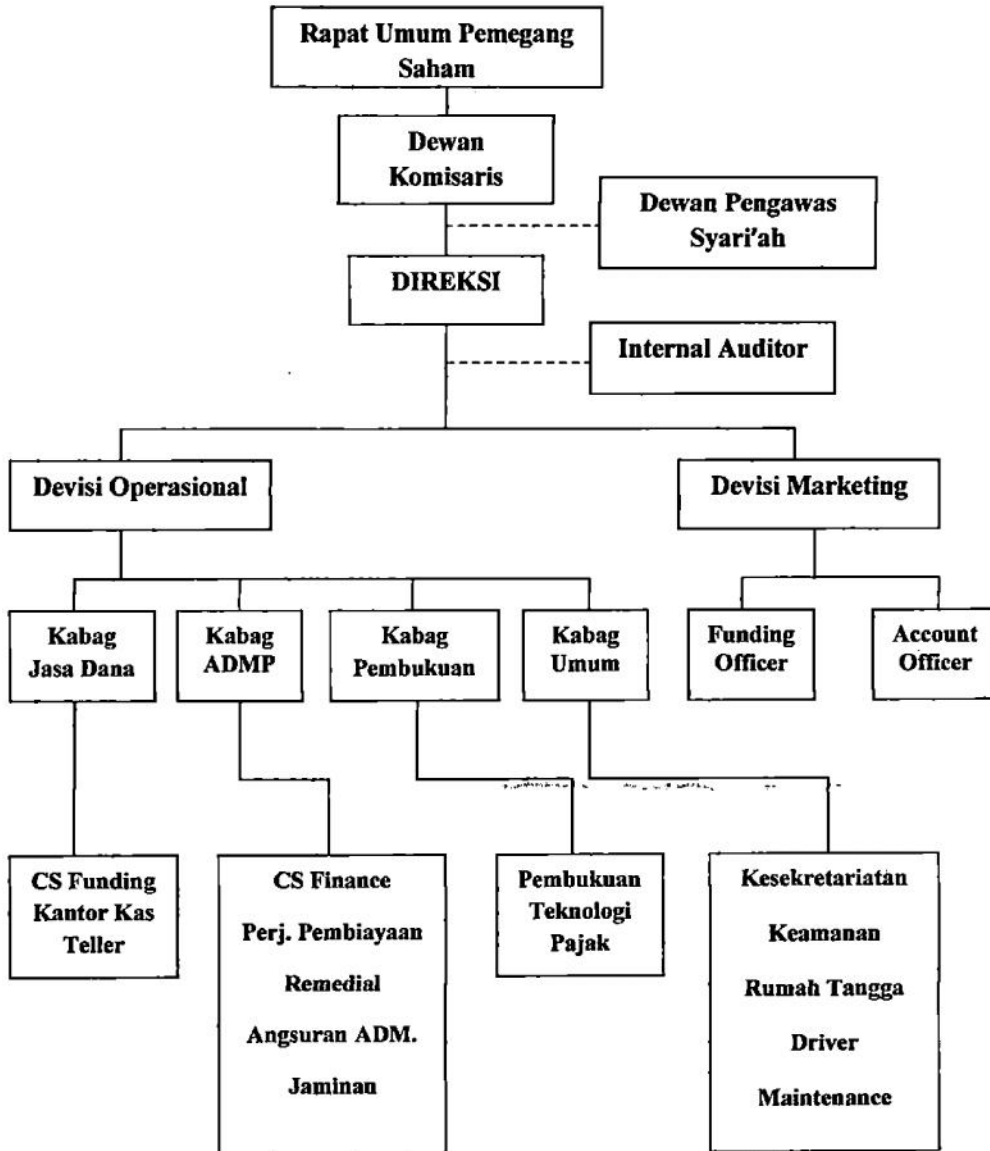 Rapat Umum Pemegang
Saham
Dewan
Komisaris
Dewan Pengawas
Syari'ah
DIREKSI
Internal Auditor
Devisi Operasional
Devisi Marketing
Kabag
Jasa Dana
Kabag
ADMP
Kabag
Pembukuan
Kabag
Umum
Funding
Officer
Account
Officer
CS Funding
Kantor Kas
Teller
CS Finance
Perj. Pembiayaan
Remedial
Angsuran ADM.
Jaminan
Pembukuan
Teknologi
Pajak
Kesekretariatan
Keamanan
Rumah Tangga
Driver
Maintenance